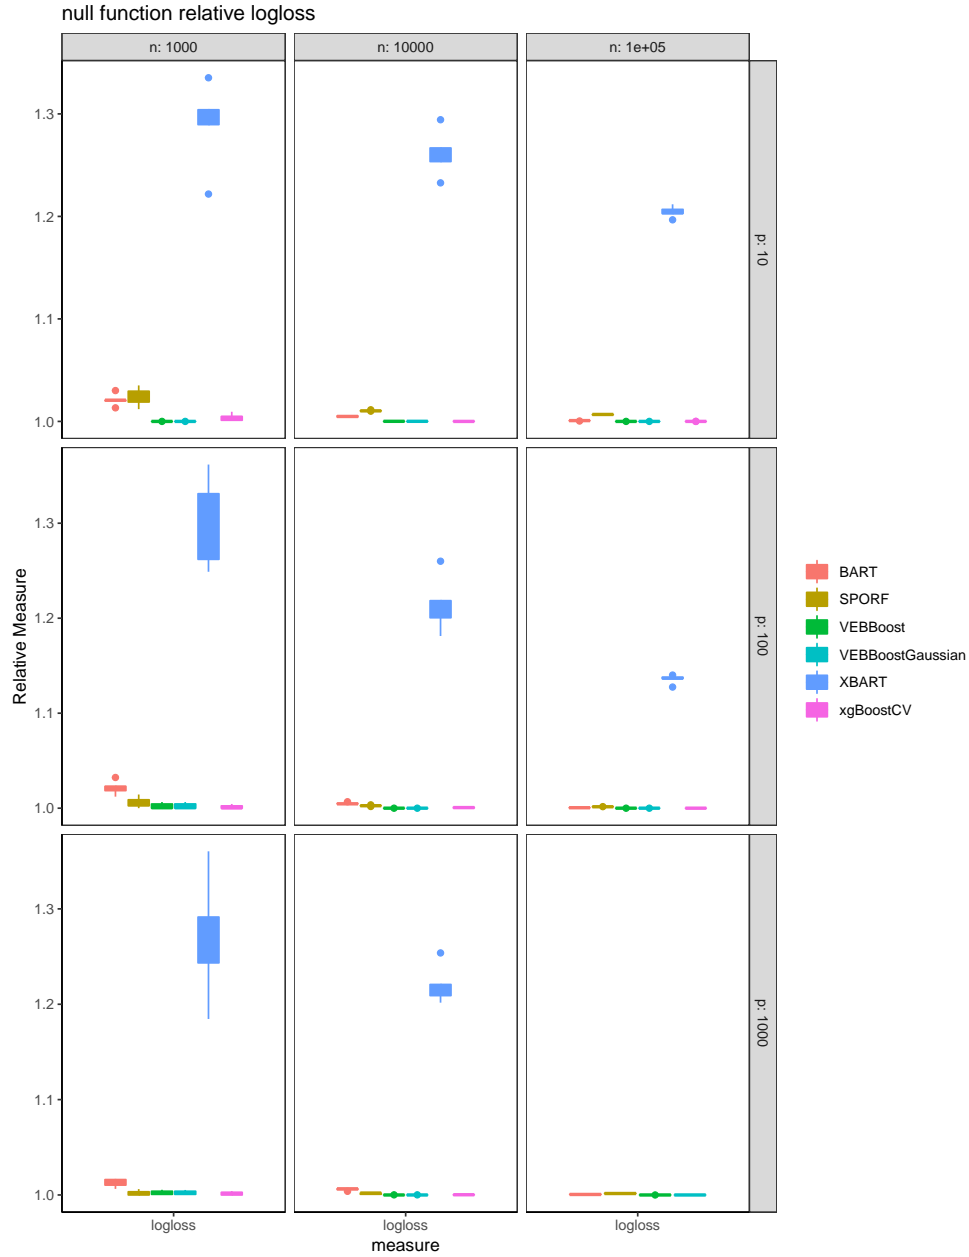 null function relative logloss
n: 1000
n: 10000
n: 1e+05
1.3
1.2
1.1
1.0
p: 10
1.3
1.2
1.1
1.0
p: 100
1.3
1.2
1.1
1.0
p: 1000
Relative Measure
logloss
logloss
logloss
measure
BART
SPORF
VEBBoost
VEBBoostGaussian
XBART
xgBoostCV